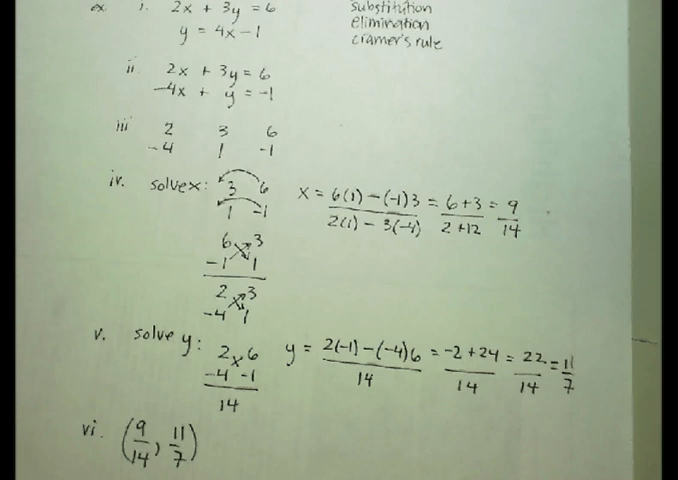 ex i. 2x + 3y = 6 substitution
y = 4x - 1 elimination
cramer's rule
ii. 2x + 3y = 6
-4x + y = -1
iii 2 3 6
-4 1 -1
iv. solve x: 3 6
1 -1
x = 6(1) - (-1)3 / 2(1) - 3(-4) = 6+3 / 2+12 = 9/14
6 3
-1 1
2 3
-4 1
v. solve y: 2 6
-4 -1
14
y = 2(-1) - (-4)6 / 14 = -2 + 24 / 14 = 22/14 = 11/7
vi. (9/14, 11/7)